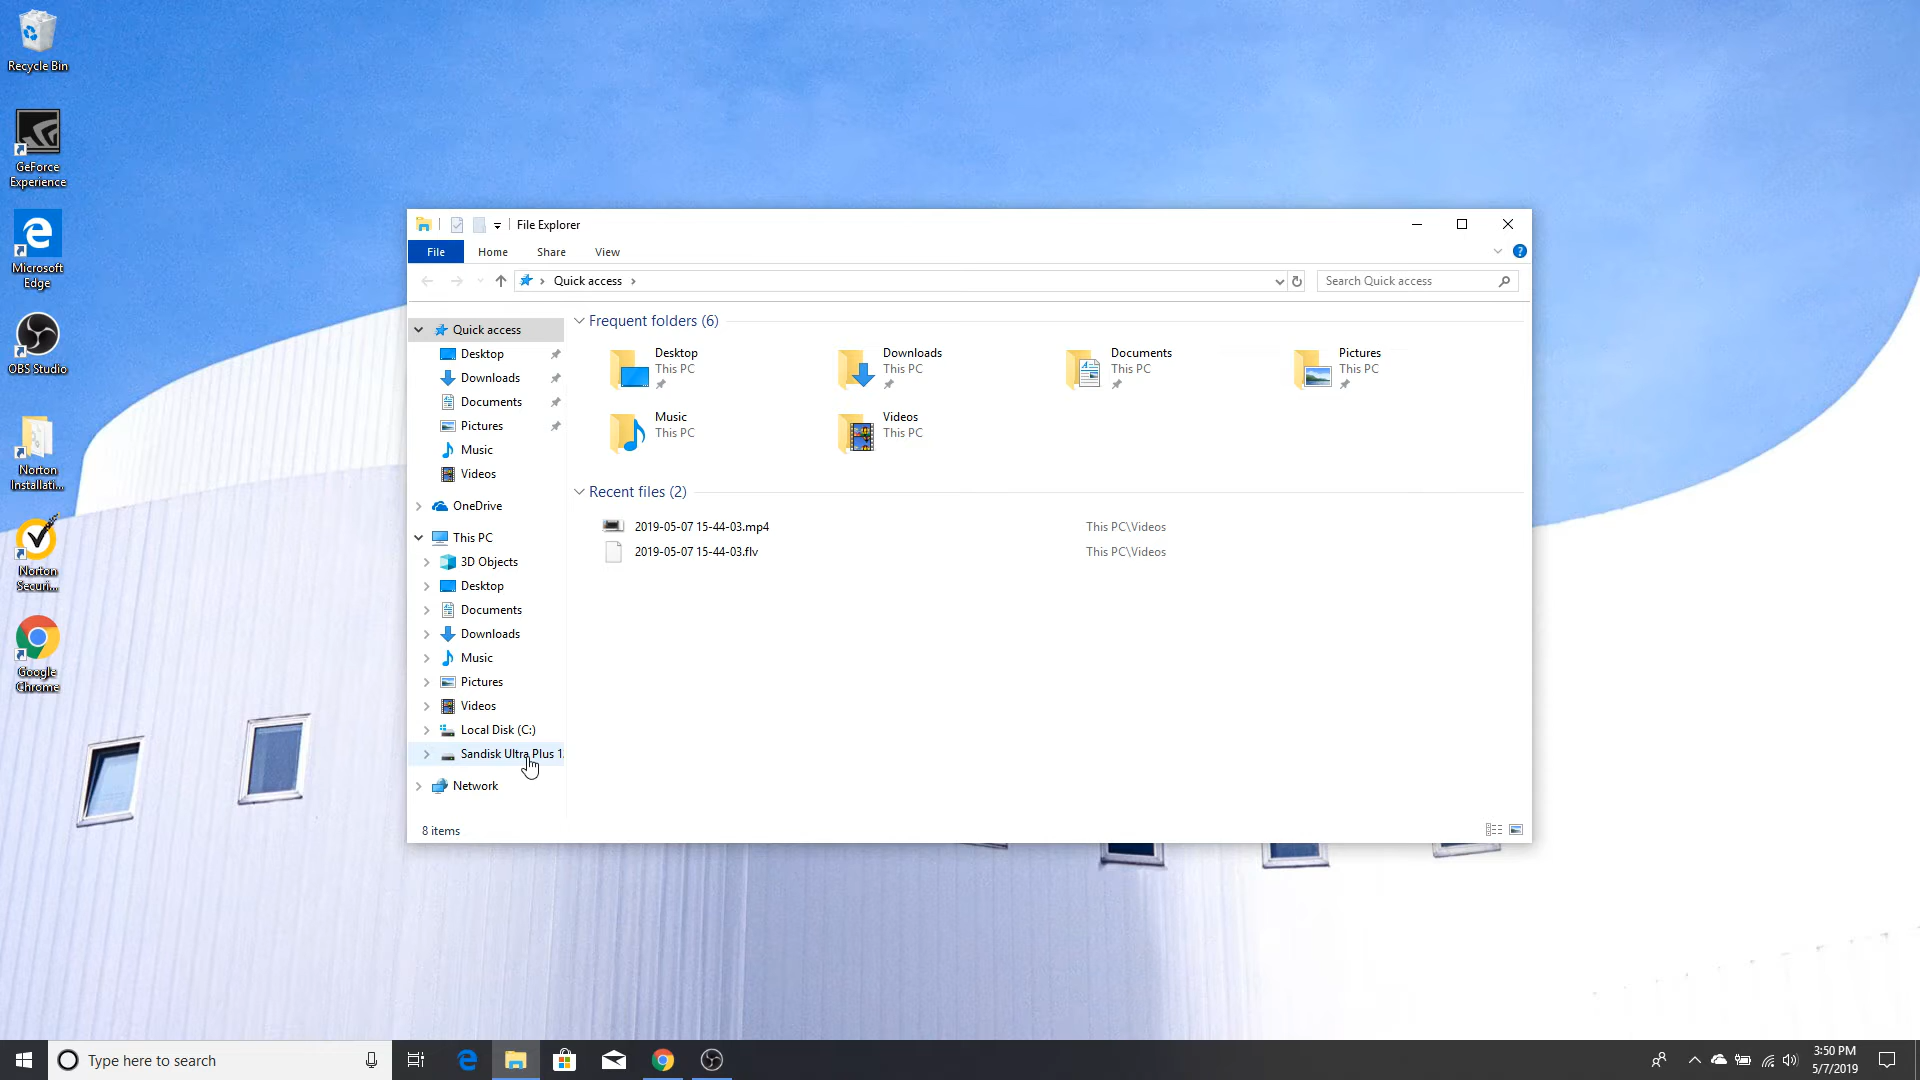 Recycle Bin
GeForce
Experience
Microsoft
Edge
OBS Studio
Norton
Installati...
Norton
Securi...
Google
Chrome
File Explorer
File
Home
Share
View
Quick access
Search Quick access
Quick access
Desktop
Downloads
Documents
Pictures
Music
Videos
OneDrive
This PC
3D Objects
Desktop
Documents
Downloads
Music
Pictures
Videos
Local Disk (C:)
Sandisk Ultra Plus 1
Network
Frequent folders (6)
Desktop
This PC
Downloads
This PC
Documents
This PC
Pictures
This PC
Music
This PC
Videos
This PC
Recent files (2)
2019-05-07 15-44-03.mp4 This PC\Videos
2019-05-07 15-44-03.flv This PC\Videos
8 items
Type here to search
3:50 PM
5/7/2019